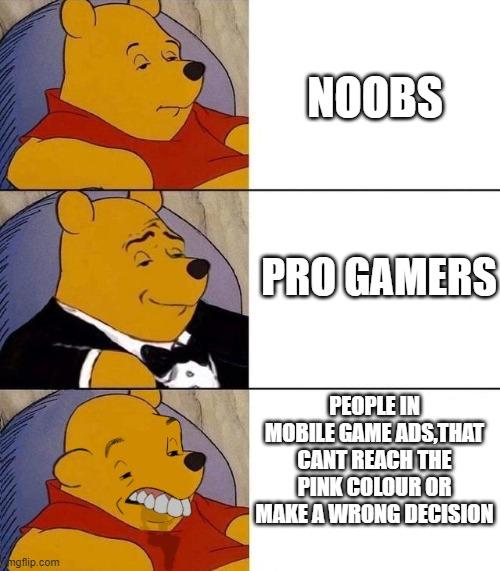 NOOBS
PRO GAMERS
PEOPLE IN
MOBILE GAME ADS,THAT
CANT REACH THE
PINK COLOUR OR
MAKE A WRONG DECISION
imgflip.com